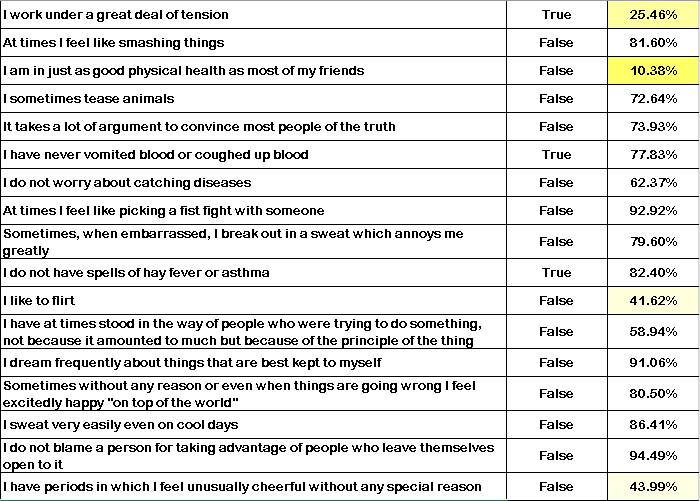 I work under a great deal of tension True 25.46%
At times I feel like smashing things False 81.60%
I am in just as good physical health as most of my friends False 10.38%
I sometimes tease animals False 72.64%
It takes a lot of argument to convince most people of the truth False 73.93%
I have never vomited blood or coughed up blood True 77.83%
I do not worry about catching diseases False 62.37%
At times I feel like picking a fist fight with someone False 92.92%
Sometimes, when embarrassed, I break out in a sweat which annoys me
greatly False 79.60%
I do not have spells of hay fever or asthma True 82.40%
I like to flirt False 41.62%
I have at times stood in the way of people who were trying to do something,
not because it amounted to much but because of the principle of the thing False 58.94%
I dream frequently about things that are best kept to myself False 91.06%
Sometimes without any reason or even when things are going wrong I feel
excitedly happy "on top of the world" False 80.50%
I sweat very easily even on cool days False 86.41%
I do not blame a person for taking advantage of people who leave themselves
open to it False 94.49%
I have periods in which I feel unusually cheerful without any special reason False 43.99%